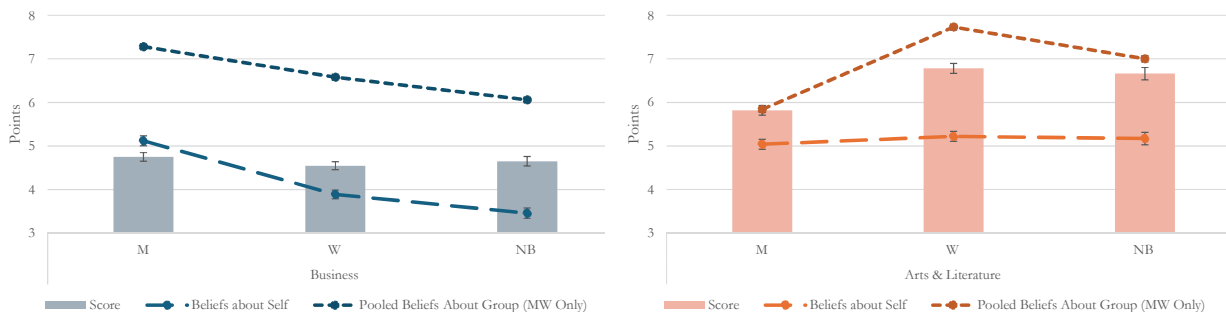 8
7
6
5
4
3
Points
M W NB
Business
Score Beliefs about Self Pooled Beliefs About Group (MW Only)
8
7
6
5
4
3
Points
M W NB
Arts & Literature
Score Beliefs about Self Pooled Beliefs About Group (MW Only)